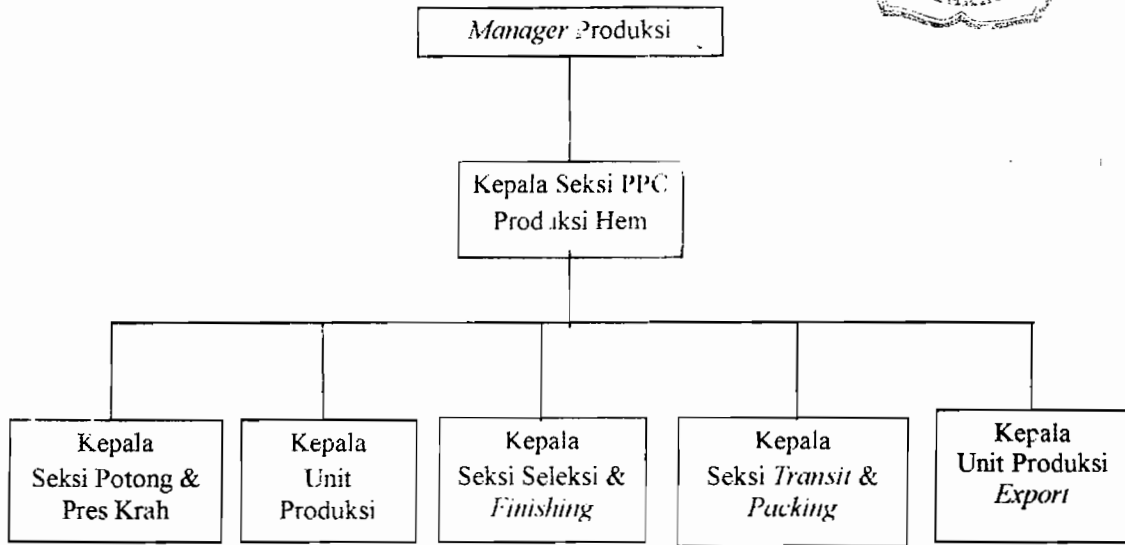 Manager Produksi
Kepala Seksi PPC
Produksi Hem
Kepala
Seksi Potong &
Pres Krah
Kepala
Unit
Produksi
Kepala
Seksi Seleksi &
Finishing
Kepala
Seksi Transit &
Packing
Kepala
Unit Produksi
Export